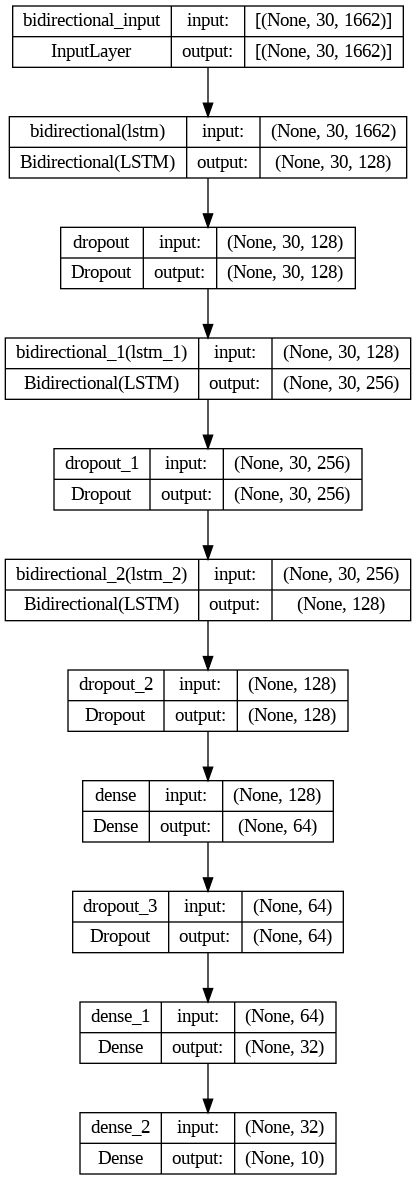 bidirectional_input input: [(None, 30, 1662)]
InputLayer output: [(None, 30, 1662)]
bidirectional(lstm) input: (None, 30, 1662)
Bidirectional(LSTM) output: (None, 30, 128)
dropout input: (None, 30, 128)
Dropout output: (None, 30, 128)
bidirectional_1(lstm_1) input: (None, 30, 128)
Bidirectional(LSTM) output: (None, 30, 256)
dropout_1 input: (None, 30, 256)
Dropout output: (None, 30, 256)
bidirectional_2(lstm_2) input: (None, 30, 256)
Bidirectional(LSTM) output: (None, 128)
dropout_2 input: (None, 128)
Dropout output: (None, 128)
dense input: (None, 128)
Dense output: (None, 64)
dropout_3 input: (None, 64)
Dropout output: (None, 64)
dense_1 input: (None, 64)
Dense output: (None, 32)
dense_2 input: (None, 32)
Dense output: (None, 10)